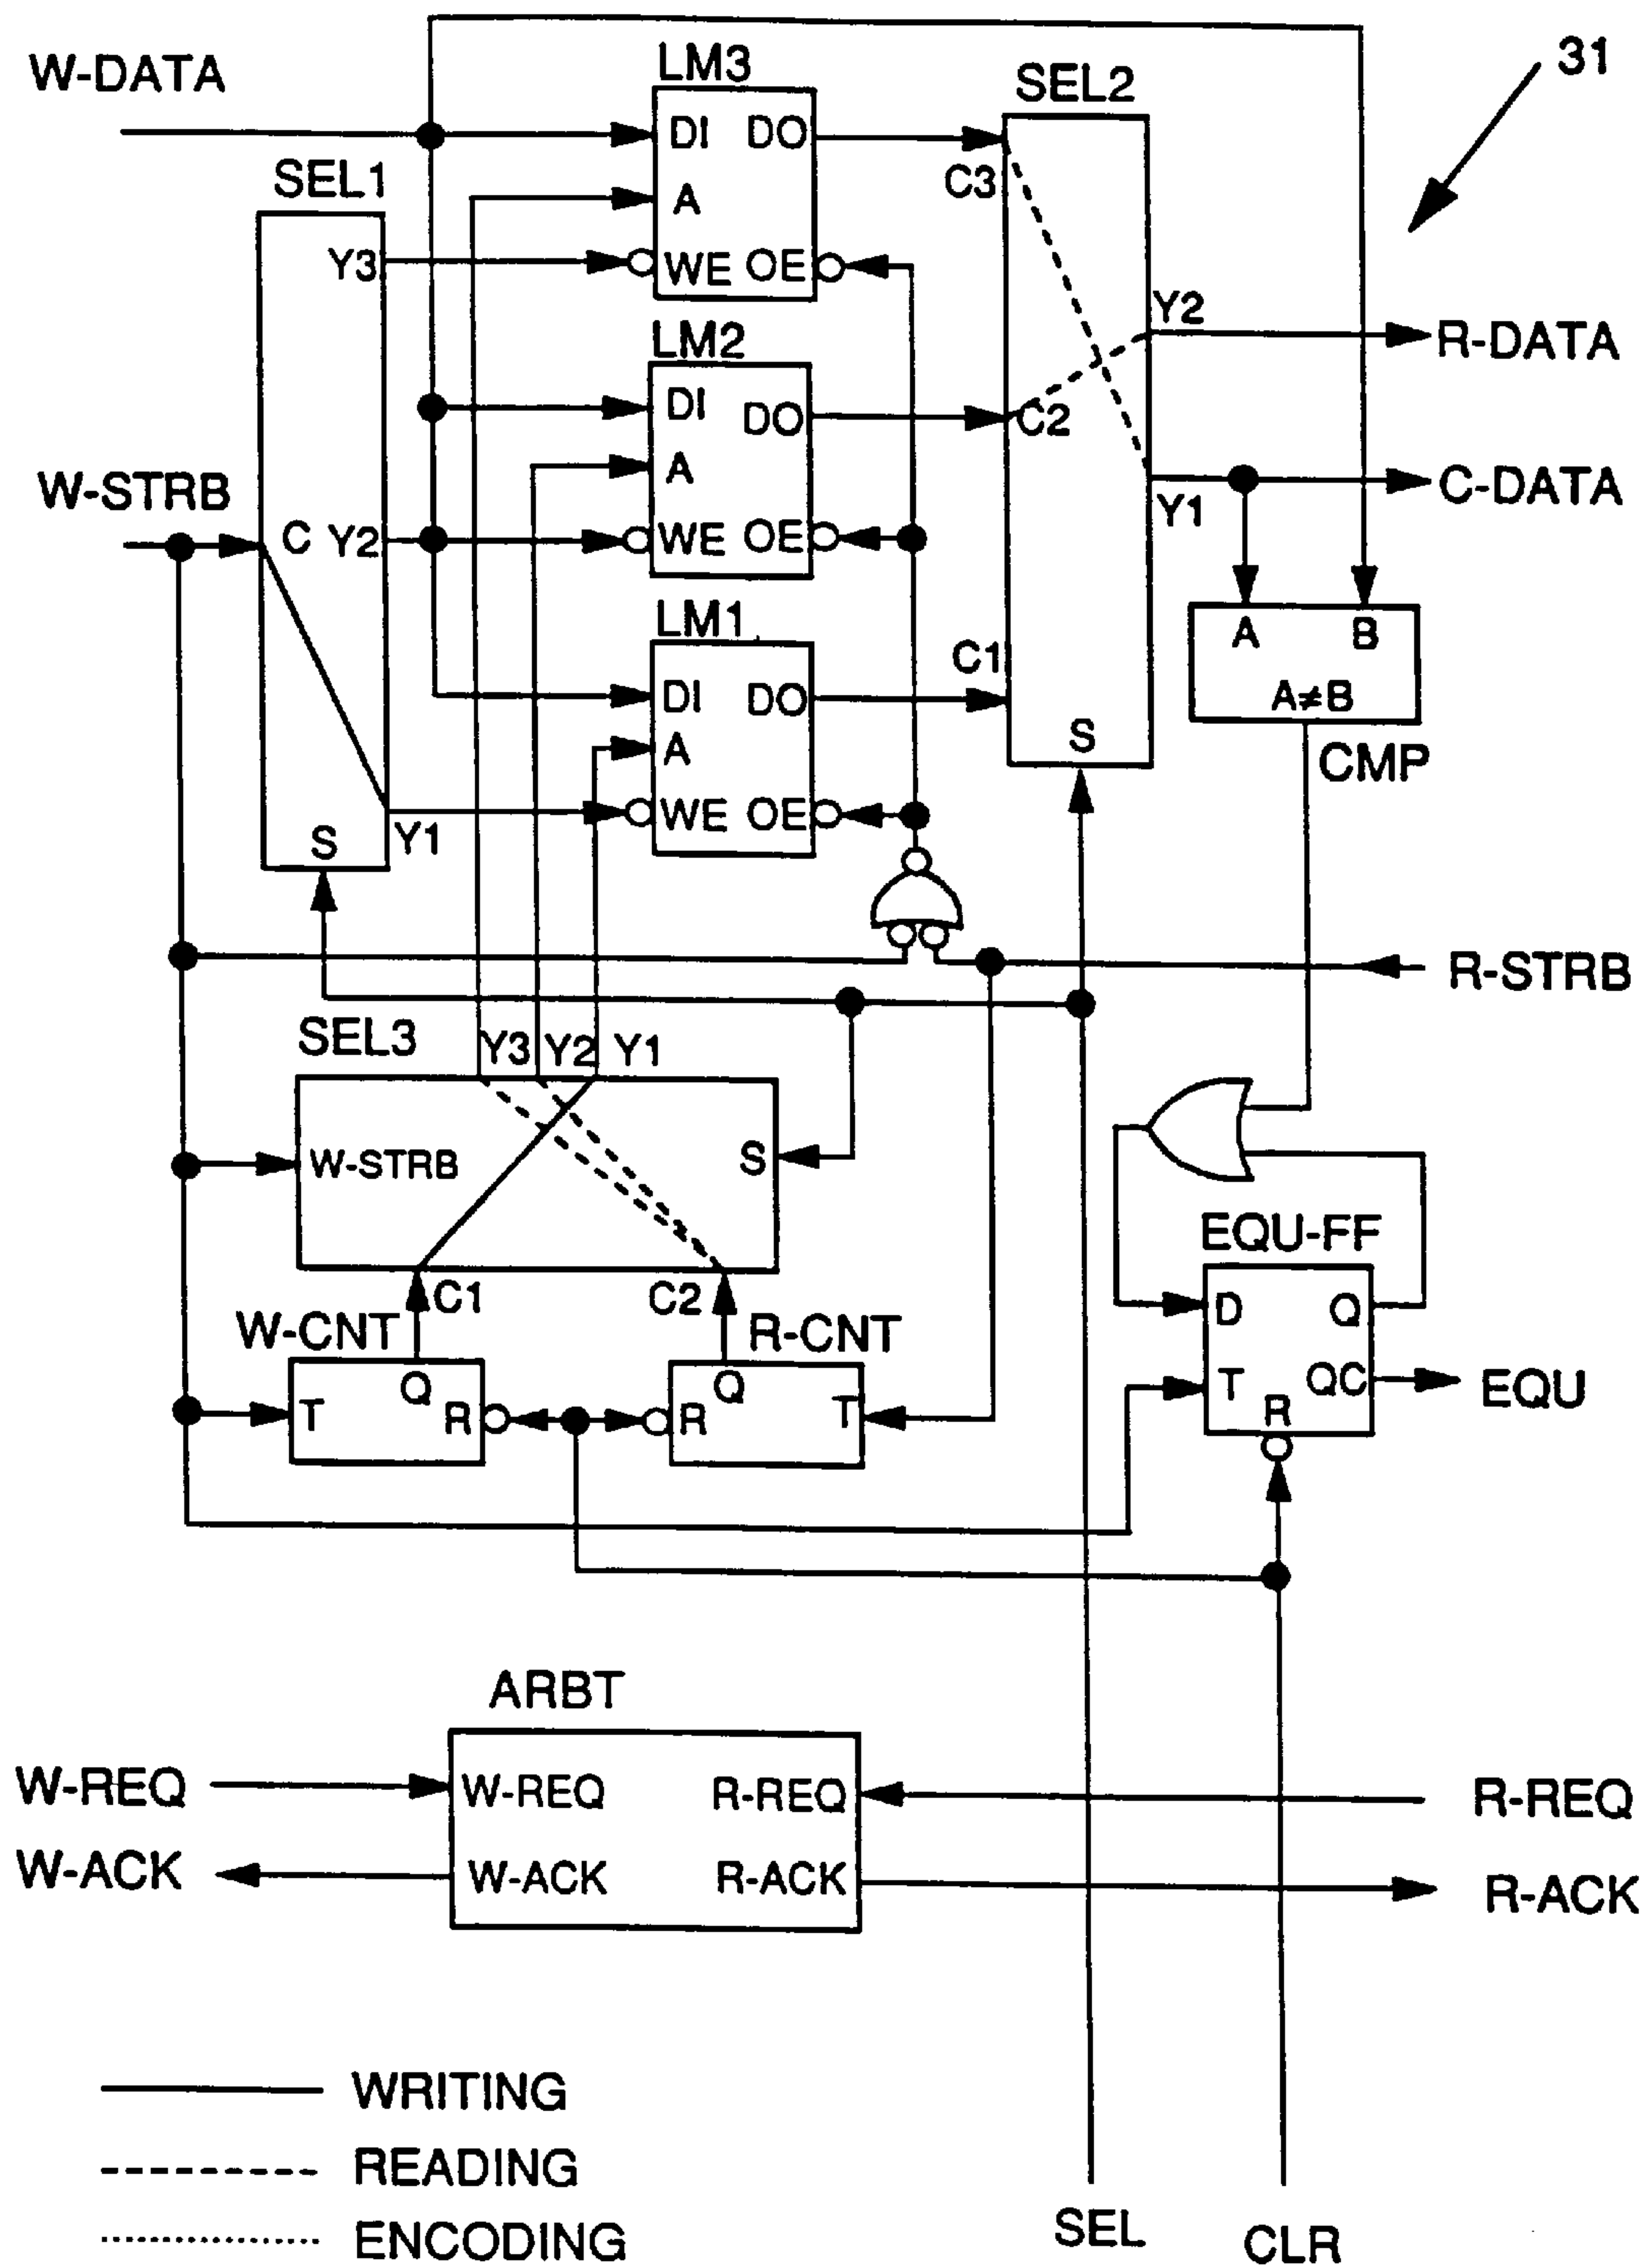 W-DATA
LM3
SEL2
31
DI DO
SEL1
A
C3
Y3
WE OE
Y2
R-DATA
LM2
DI DO
C2
A
W-STRB
C Y2
WE OE
Y1
C-DATA
LM1
A B
C1
DI DO
A≠B
A
S
CMP
WE OE
S
Y1
R-STRB
SEL3
Y3 Y2 Y1
W-STRB
S
EQU-FF
C1 C2
W-CNT
R-CNT
D Q
Q Q
T R
R T
T QC
EQU
R
ARBT
W-REQ
W-REQ R-REQ
R-REQ
W-ACK
W-ACK R-ACK
R-ACK
WRITING
READING
ENCODING
SEL
CLR